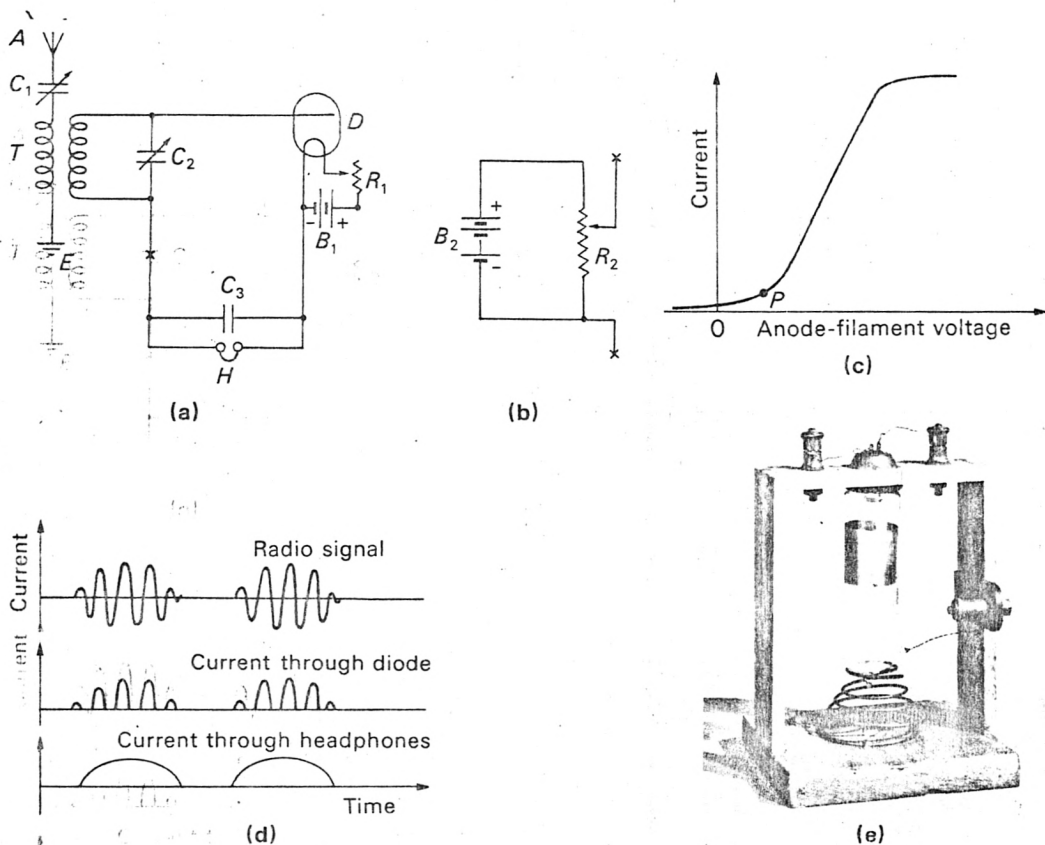 A
C1
T
E
C2
D
R1
- +
B1
C3
H
(a)
+
B2
-
R2
(b)
Current
P
O
Anode-filament voltage
(c)
Current
Radio signal
Current through diode
Current through headphones
Time
(d)
(e)